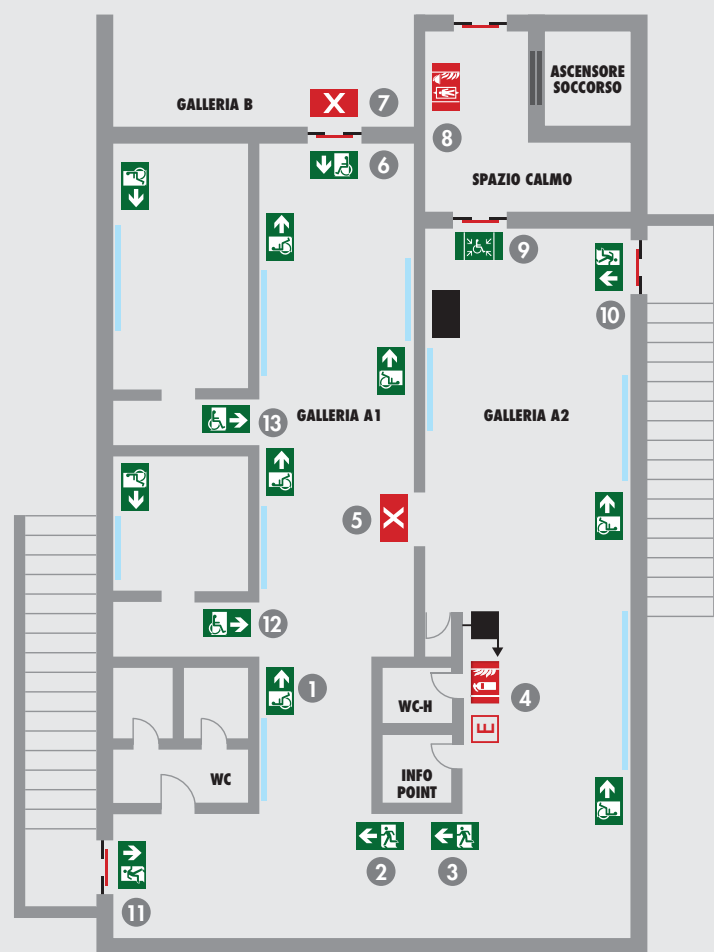 ASCENSORE
SOCCORSO
GALLERIA B
X
7
8
6
SPAZIO CALMO
9
10
13
GALLERIA A1
GALLERIA A2
5
X
12
1
WC-H
4
E
WC
INFO
POINT
2
3
11